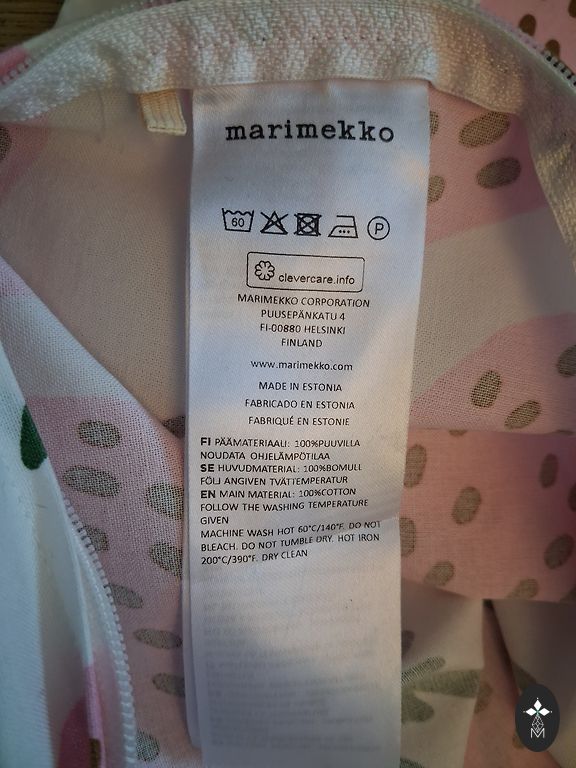 marimekko
60 P
clevercare.info
MARIMEKKO CORPORATION
PUUSEPÄNKATU 4
FI-00880 HELSINKI
FINLAND
www.marimekko.com
MADE IN ESTONIA
FABRICADO EN ESTONIA
FABRIQUÉ EN ESTONIE
FI PÄÄMATERIAALI: 100%PUUVILLA
NOUDATA OHJELÄMPÖTILAA
SE HUVUDMATERIAL: 100%BOMULL
FÖLJ ANGIVEN TVÄTTEMPERATUR
EN MAIN MATERIAL: 100%COTTON
FOLLOW THE WASHING TEMPERATURE
GIVEN
MACHINE WASH HOT 60°C/140°F. DO NOT
BLEACH. DO NOT TUMBLE DRY. HOT IRON
200°C/390°F. DRY CLEAN
M